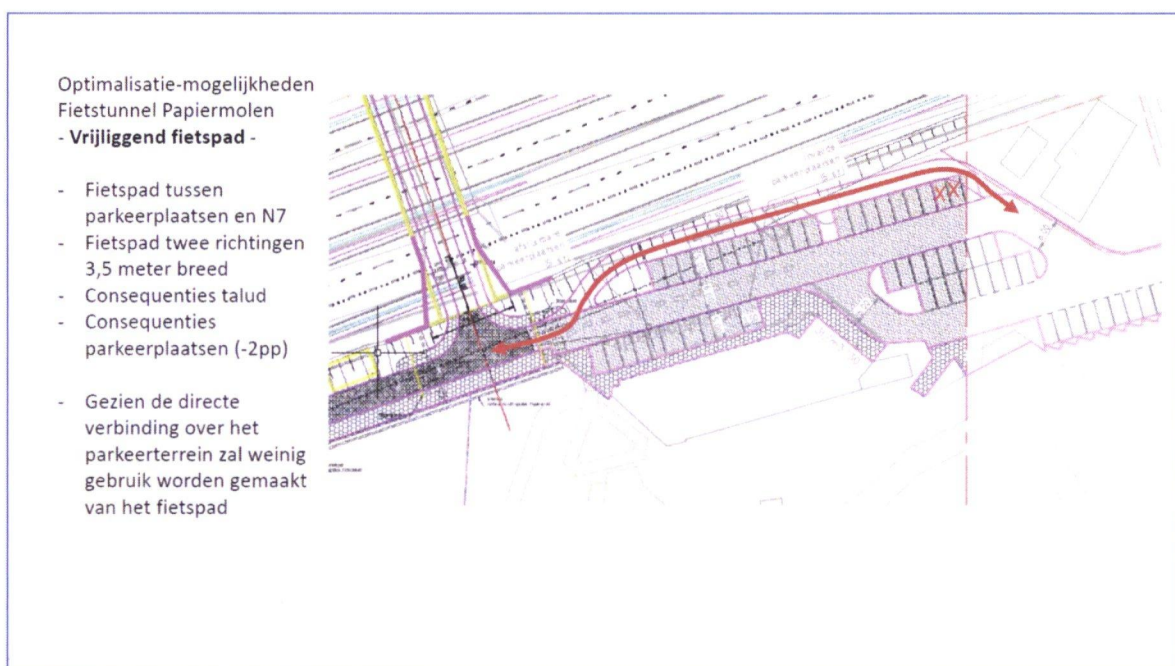 Optimalisatie-mogelijkheden
Fietstunnel Papiermolen
- Vrijliggend fietspad -
- Fietspad tussen
parkeerplaatsen en N7
- Fietspad twee richtingen
3,5 meter breed
- Consequenties talud
- Consequenties
parkeerplaatsen (-2pp)
- Gezien de directe
verbinding over het
parkeerterrein zal weinig
gebruik worden gemaakt
van het fietspad
parkeerplaatsen
parkeerplaatsen